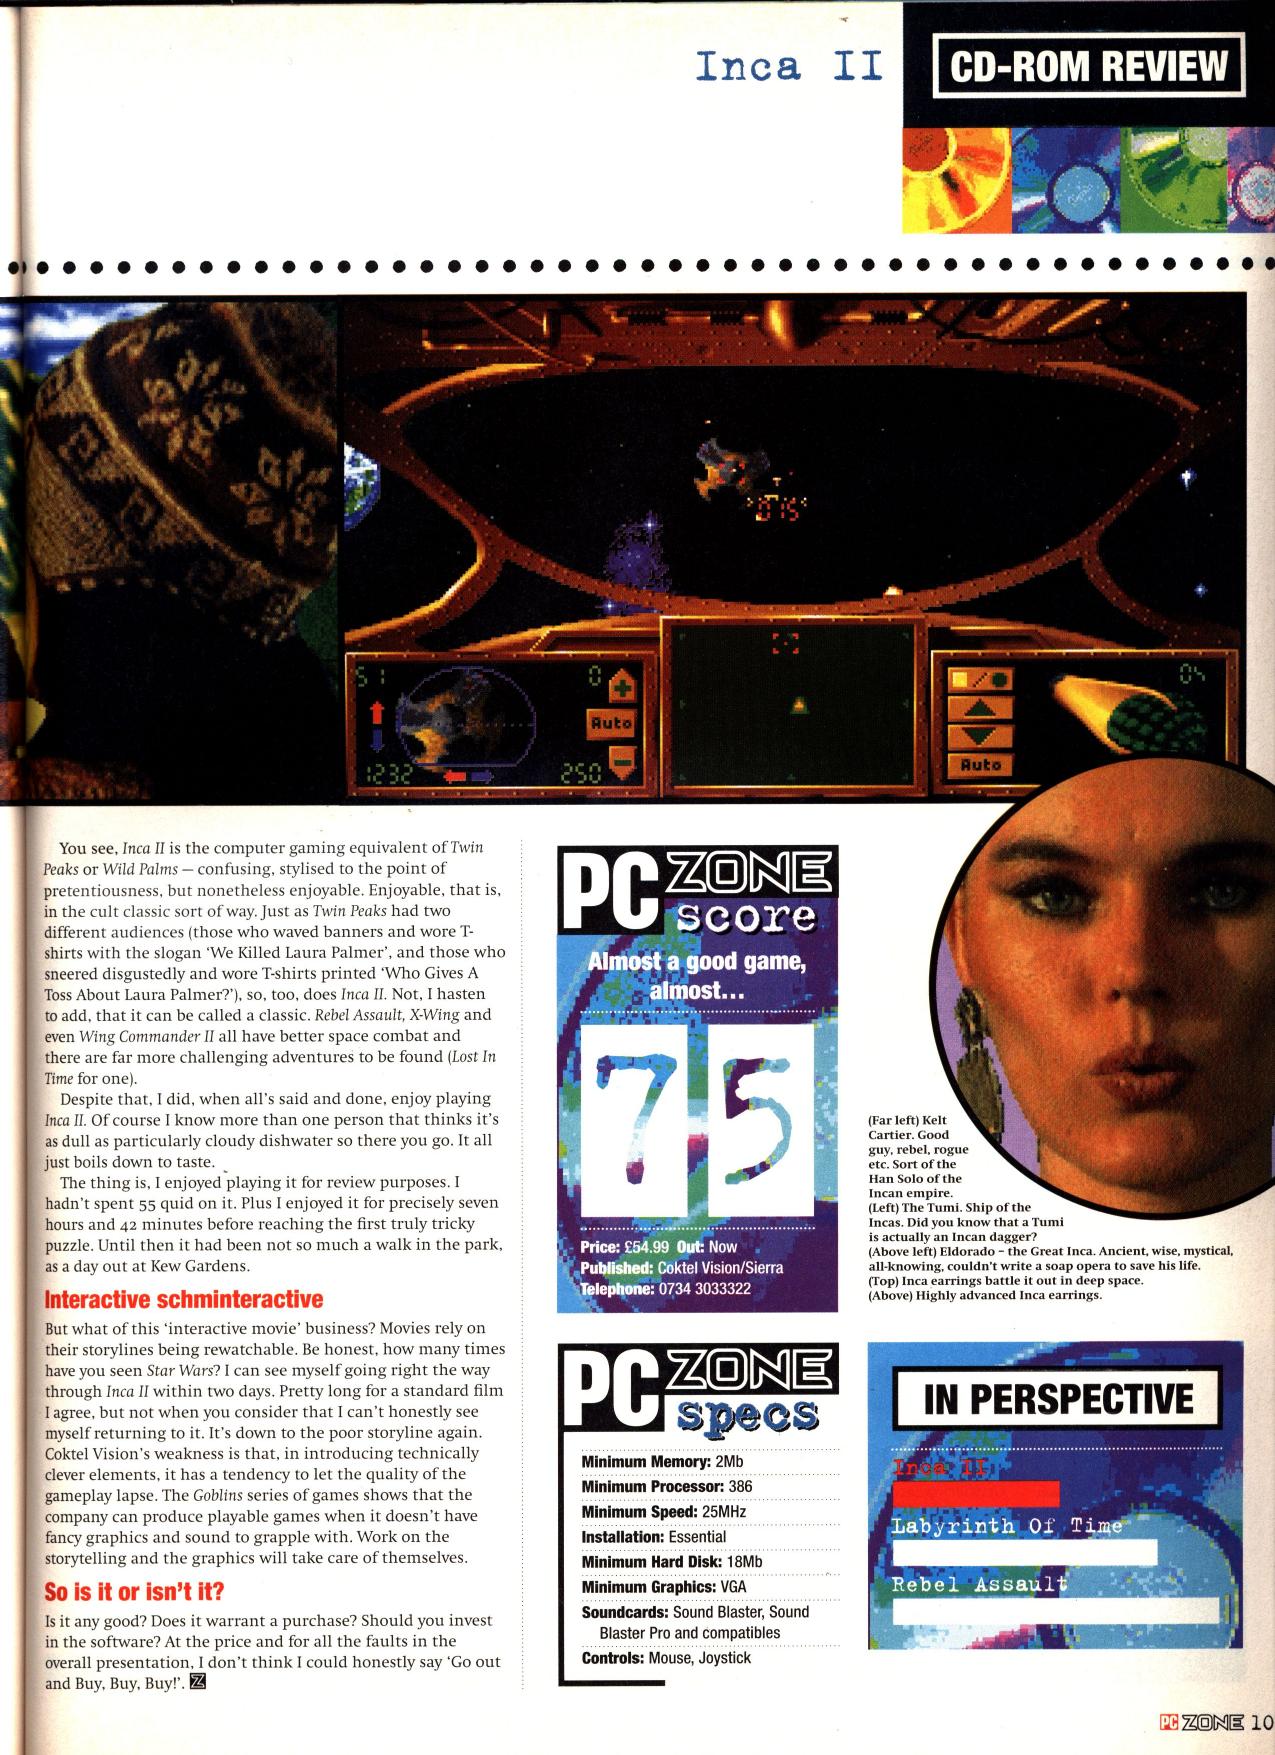 Inca II
CD-ROM REVIEW
51
0
Auto
1232
250
075
04
Auto
You see, Inca II is the computer gaming equivalent of Twin
Peaks or Wild Palms — confusing, stylised to the point of
pretentiousness, but nonetheless enjoyable. Enjoyable, that is,
in the cult classic sort of way. Just as Twin Peaks had two
different audiences (those who waved banners and wore T-
shirts with the slogan ‘We Killed Laura Palmer’, and those who
sneered disgustedly and wore T-shirts printed ‘Who Gives A
Toss About Laura Palmer?’), so, too, does Inca II. Not, I hasten
to add, that it can be called a classic. Rebel Assault, X-Wing and
even Wing Commander II all have better space combat and
there are far more challenging adventures to be found (Lost In
Time for one).
Despite that, I did, when all’s said and done, enjoy playing
Inca II. Of course I know more than one person that thinks it’s
as dull as particularly cloudy dishwater so there you go. It all
just boils down to taste.
The thing is, I enjoyed playing it for review purposes. I
hadn’t spent 55 quid on it. Plus I enjoyed it for precisely seven
hours and 42 minutes before reaching the first truly tricky
puzzle. Until then it had been not so much a walk in the park,
as a day out at Kew Gardens.
Interactive schminteractive
But what of this ‘interactive movie’ business? Movies rely on
their storylines being rewatchable. Be honest, how many times
have you seen Star Wars? I can see myself going right the way
through Inca II within two days. Pretty long for a standard film
I agree, but not when you consider that I can’t honestly see
myself returning to it. It’s down to the poor storyline again.
Coktel Vision’s weakness is that, in introducing technically
clever elements, it has a tendency to let the quality of the
gameplay lapse. The Goblins series of games shows that the
company can produce playable games when it doesn’t have
fancy graphics and sound to grapple with. Work on the
storytelling and the graphics will take care of themselves.
So is it or isn’t it?
Is it any good? Does it warrant a purchase? Should you invest
in the software? At the price and for all the faults in the
overall presentation, I don’t think I could honestly say ‘Go out
and Buy, Buy, Buy!’. Z
PC ZONE
score
Almost a good game,
almost...
75
Price: £54.99 Out: Now
Published: Coktel Vision/Sierra
Telephone: 0734 3033322
PC ZONE
specs
Minimum Memory: 2Mb
Minimum Processor: 386
Minimum Speed: 25MHz
Installation: Essential
Minimum Hard Disk: 18Mb
Minimum Graphics: VGA
Soundcards: Sound Blaster, Sound
Blaster Pro and compatibles
Controls: Mouse, Joystick
(Far left) Kelt
Cartier. Good
guy, rebel, rogue
etc. Sort of the
Han Solo of the
Incan empire.
(Left) The Tumi. Ship of the
Incas. Did you know that a Tumi
is actually an Incan dagger?
(Above left) Eldorado – the Great Inca. Ancient, wise, mystical,
all-knowing, couldn’t write a soap opera to save his life.
(Top) Inca earrings battle it out in deep space.
(Above) Highly advanced Inca earrings.
IN PERSPECTIVE
Inca II
Labyrinth Of Time
Rebel Assault
PC ZONE 10